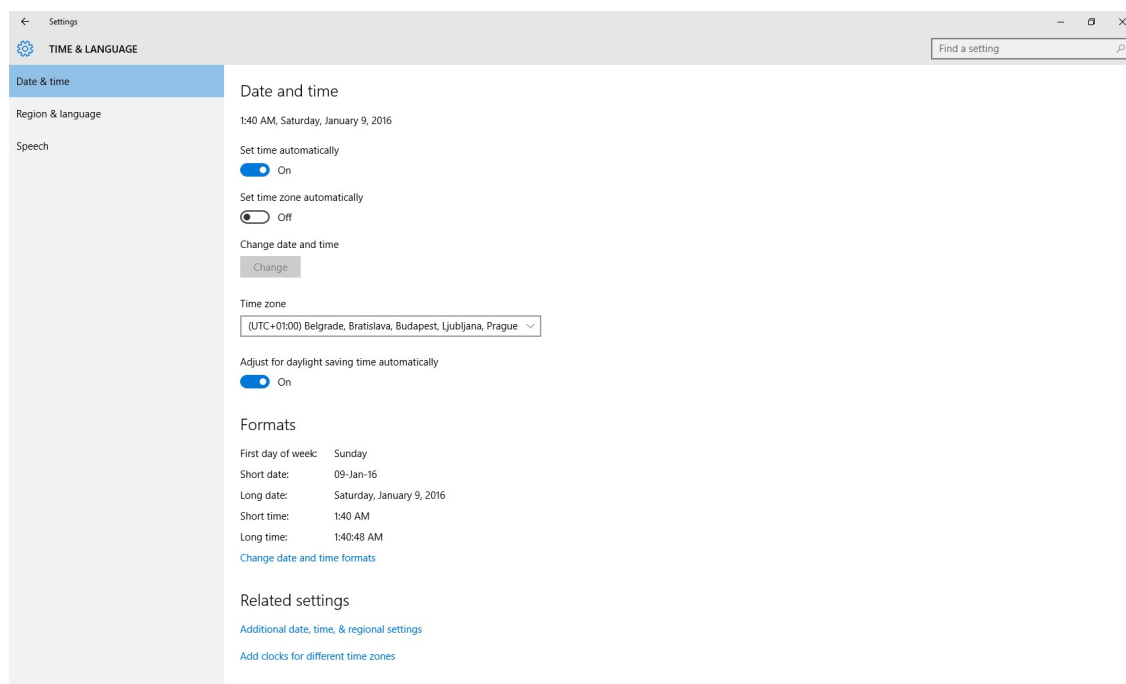 Settings
TIME & LANGUAGE
Find a setting
Date & time
Region & language
Speech
Date and time
1:40 AM, Saturday, January 9, 2016
Set time automatically
On
Set time zone automatically
Off
Change date and time
Change
Time zone
(UTC+01:00) Belgrade, Bratislava, Budapest, Ljubljana, Prague
Adjust for daylight saving time automatically
On
Formats
First day of week: Sunday
Short date: 09-Jan-16
Long date: Saturday, January 9, 2016
Short time: 1:40 AM
Long time: 1:40:48 AM
Change date and time formats
Related settings
Additional date, time, & regional settings
Add clocks for different time zones